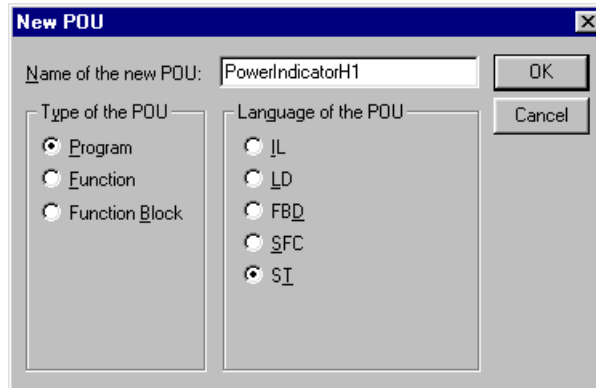 New POU
Name of the new POU: PowerIndicatorH1 OK
Cancel
Type of the POU
Program
Function
Function Block
Language of the POU
IL
LD
FBD
SFC
ST